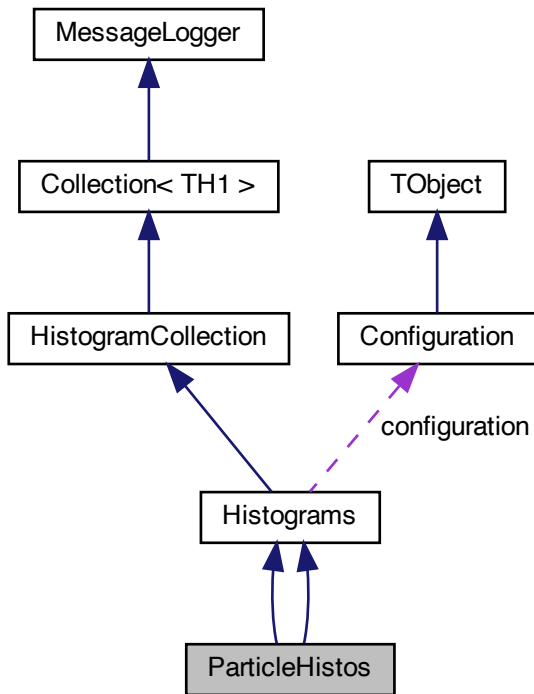 MessageLogger
Collection< TH1 >
TObject
HistogramCollection
Configuration
configuration
Histograms
ParticleHistos